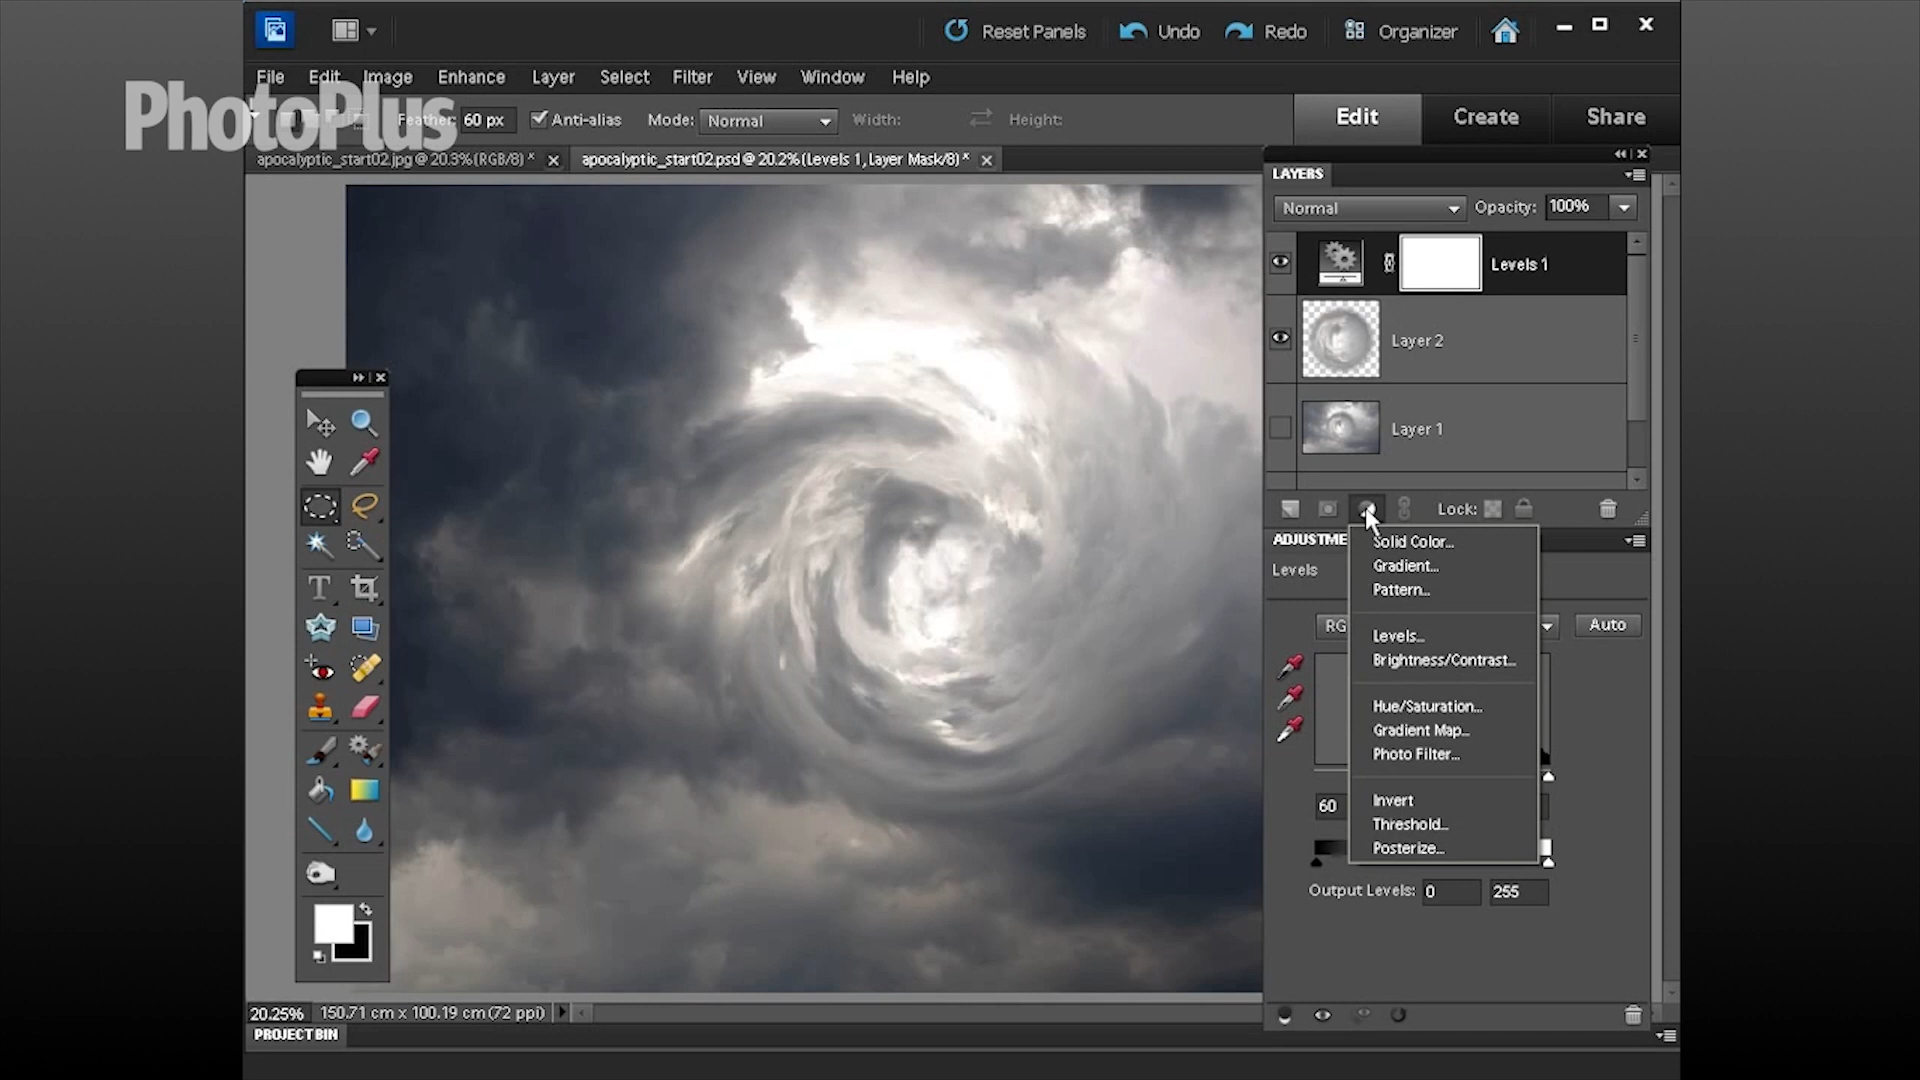 Reset Panels Undo Redo Organizer
File Edit Image Enhance Layer Select Filter View Window Help
PhotoPlus
Feather: 60 px Anti-alias Mode: Normal Width: Height:
Edit Create Share
apocalyptic_start02.jpg @ 20.3% (RGB/8) * apocalyptic_start02.psd @ 20.2% (Levels 1, Layer Mask/8) *
LAYERS
Normal Opacity: 100%
Levels 1
Layer 2
Layer 1
Lock:
ADJUSTME
Levels
RG Auto
Solid Color...
Gradient...
Pattern...
Levels...
Brightness/Contrast...
Hue/Saturation...
Gradient Map...
Photo Filter...
Invert
Threshold...
Posterize...
60
Output Levels: 0 255
T
20.25% 150.71 cm x 100.19 cm (72 ppi)
PROJECT BIN